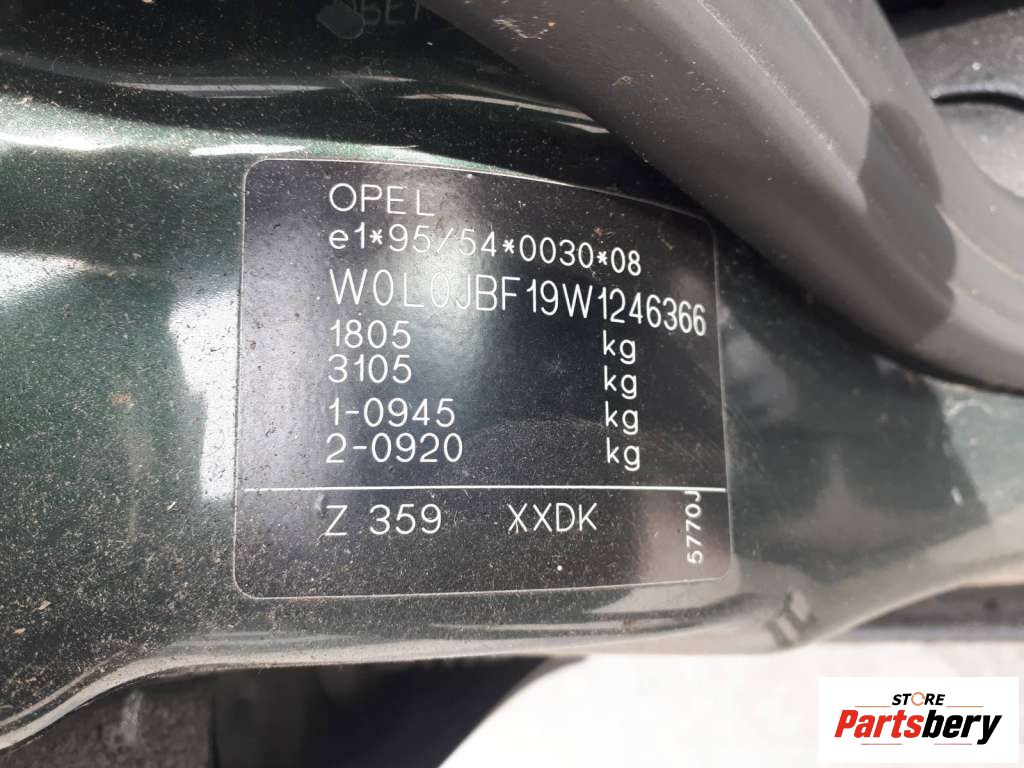 OPEL
e1*95/54*0030*08
W0L0JBF19W1246366
1805 kg
3105 kg
1-0945 kg
2-0920 kg
Z 359 XXDK
5770J
STORE
Partsbery